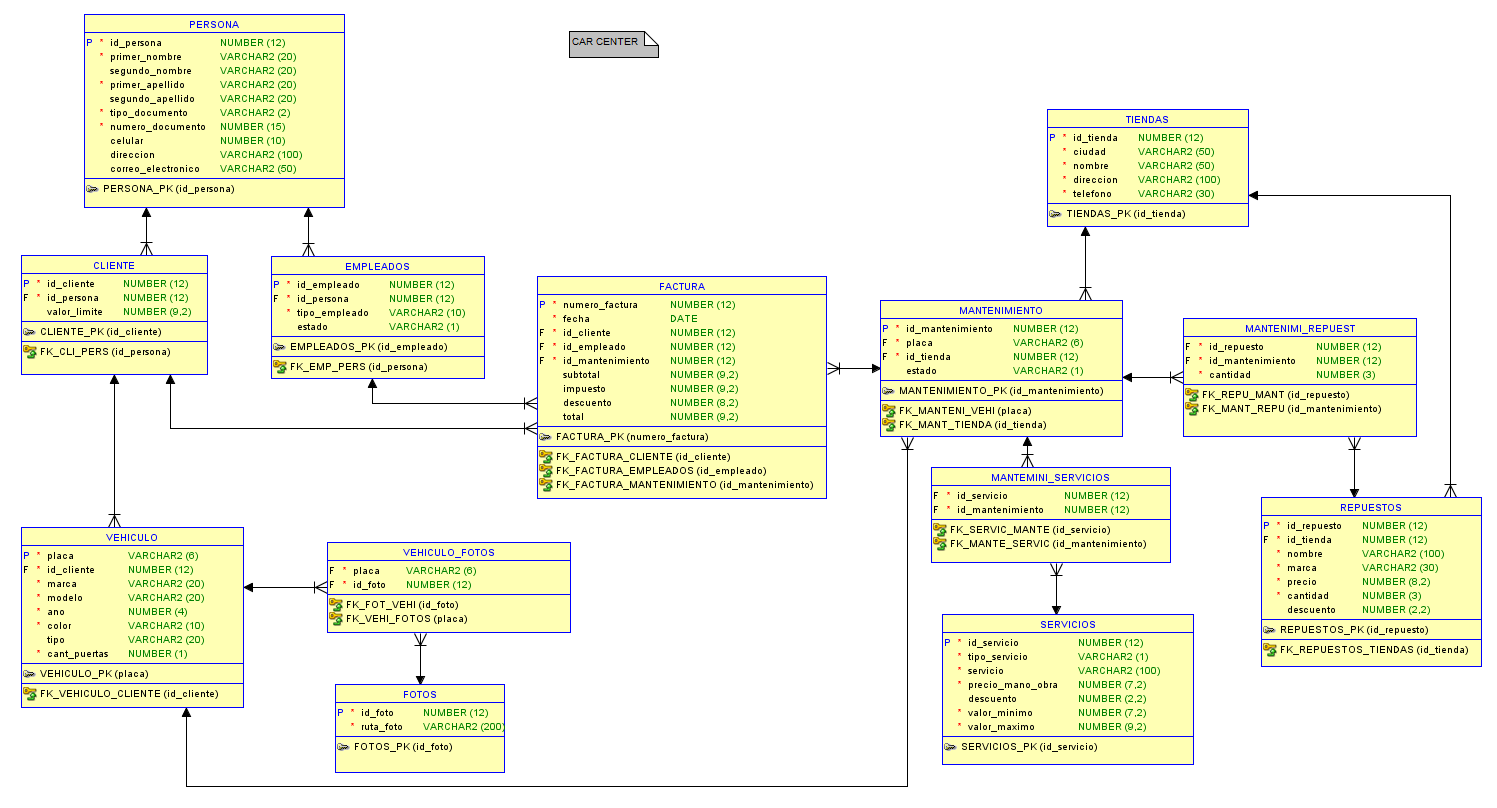 CAR CENTER
PERSONA
P * id_persona NUMBER (12)
* primer_nombre VARCHAR2 (20)
segundo_nombre VARCHAR2 (20)
* primer_apellido VARCHAR2 (20)
segundo_apellido VARCHAR2 (20)
* tipo_documento VARCHAR2 (2)
* numero_documento NUMBER (15)
celular NUMBER (10)
direccion VARCHAR2 (100)
correo_electronico VARCHAR2 (50)
PERSONA_PK (id_persona)
TIENDAS
P * id_tienda NUMBER (12)
* ciudad VARCHAR2 (50)
* nombre VARCHAR2 (50)
* direccion VARCHAR2 (100)
* telefono VARCHAR2 (30)
TIENDAS_PK (id_tienda)
CLIENTE
P * id_cliente NUMBER (12)
F * id_persona NUMBER (12)
valor_limite NUMBER (9,2)
CLIENTE_PK (id_cliente)
FK_CLI_PERS (id_persona)
EMPLEADOS
P * id_empleado NUMBER (12)
F * id_persona NUMBER (12)
* tipo_empleado VARCHAR2 (10)
estado VARCHAR2 (1)
EMPLEADOS_PK (id_empleado)
FK_EMP_PERS (id_persona)
FACTURA
P * numero_factura NUMBER (12)
* fecha DATE
F * id_cliente NUMBER (12)
F * id_empleado NUMBER (12)
F * id_mantenimiento NUMBER (12)
subtotal NUMBER (9,2)
impuesto NUMBER (9,2)
descuento NUMBER (8,2)
total NUMBER (9,2)
FACTURA_PK (numero_factura)
FK_FACTURA_CLIENTE (id_cliente)
FK_FACTURA_EMPLEADOS (id_empleado)
FK_FACTURA_MANTENIMIENTO (id_mantenimiento)
MANTENIMIENTO
P * id_mantenimiento NUMBER (12)
F * placa VARCHAR2 (6)
F * id_tienda NUMBER (12)
estado VARCHAR2 (1)
MANTENIMIENTO_PK (id_mantenimiento)
FK_MANTENI_VEHI (placa)
FK_MANT_TIENDA (id_tienda)
MANTENIMI_REPUEST
F * id_repuesto NUMBER (12)
F * id_mantenimiento NUMBER (12)
* cantidad NUMBER (3)
FK_REPU_MANT (id_repuesto)
FK_MANT_REPU (id_mantenimiento)
MANTEMINI_SERVICIOS
F * id_servicio NUMBER (12)
F * id_mantenimiento NUMBER (12)
FK_SERVIC_MANTE (id_servicio)
FK_MANTE_SERVIC (id_mantenimiento)
REPUESTOS
P * id_repuesto NUMBER (12)
F * id_tienda NUMBER (12)
* nombre VARCHAR2 (100)
* marca VARCHAR2 (30)
* precio NUMBER (8,2)
* cantidad NUMBER (3)
descuento NUMBER (2,2)
REPUESTOS_PK (id_repuesto)
FK_REPUESTOS_TIENDAS (id_tienda)
VEHICULO
P * placa VARCHAR2 (6)
F * id_cliente NUMBER (12)
* marca VARCHAR2 (20)
* modelo VARCHAR2 (20)
* ano NUMBER (4)
* color VARCHAR2 (10)
tipo VARCHAR2 (20)
* cant_puertas NUMBER (1)
VEHICULO_PK (placa)
FK_VEHICULO_CLIENTE (id_cliente)
VEHICULO_FOTOS
F * placa VARCHAR2 (6)
F * id_foto NUMBER (12)
FK_FOT_VEHI (id_foto)
FK_VEHI_FOTOS (placa)
FOTOS
P * id_foto NUMBER (12)
* ruta_foto VARCHAR2 (200)
FOTOS_PK (id_foto)
SERVICIOS
P * id_servicio NUMBER (12)
* tipo_servicio VARCHAR2 (1)
* servicio VARCHAR2 (100)
* precio_mano_obra NUMBER (7,2)
descuento NUMBER (2,2)
* valor_minimo NUMBER (7,2)
* valor_maximo NUMBER (9,2)
SERVICIOS_PK (id_servicio)